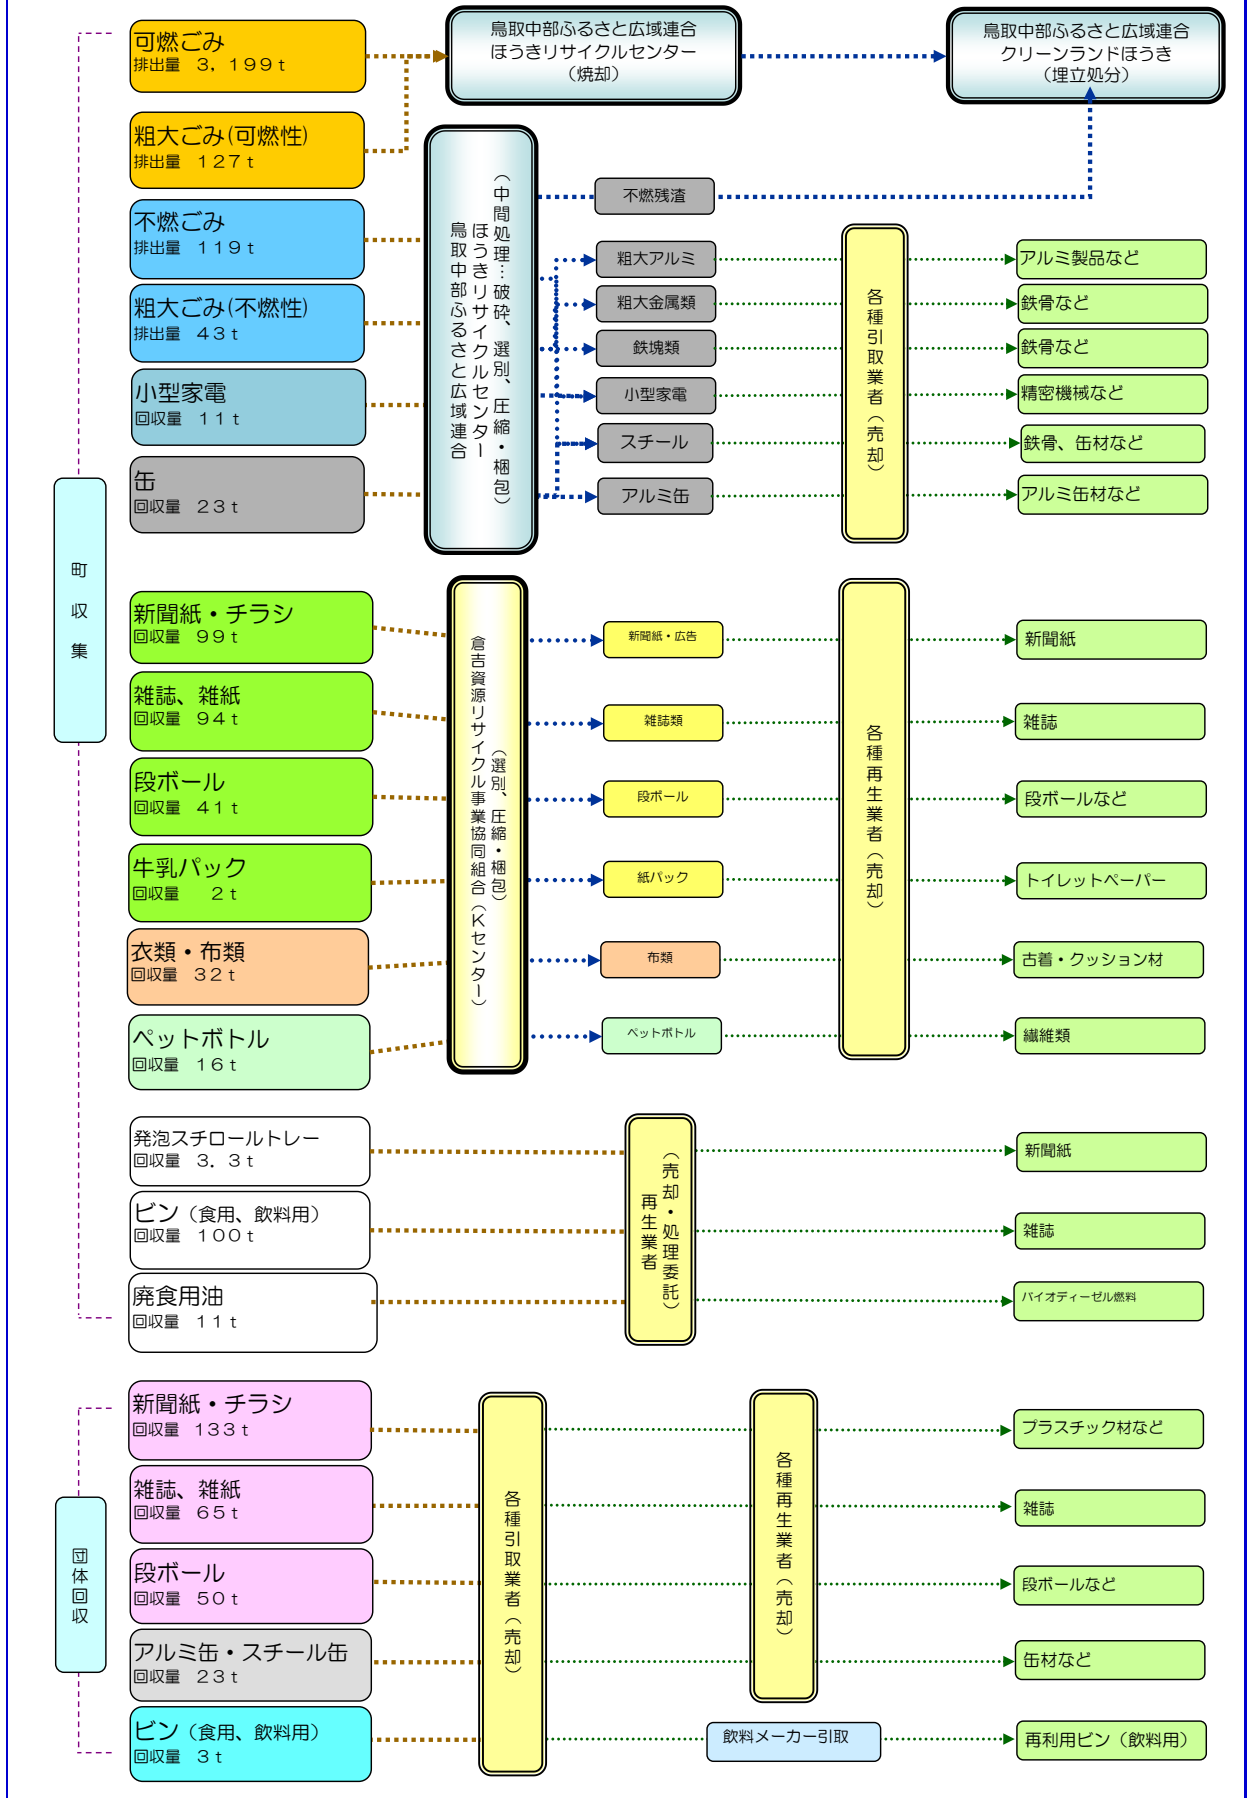 可燃ごみ
排出量　３，１９９ｔ
鳥取中部ふるさと広域連合
ほうきリサイクルセンター
（焼却）
鳥取中部ふるさと広域連合
クリーンランドほうき
（埋立処分）
粗大ごみ(可燃性)
排出量　１２７ｔ
不燃ごみ
排出量　１１９ｔ
粗大ごみ(不燃性)
排出量　４３ｔ
小型家電
回収量　１１ｔ
缶
回収量　２３ｔ
鳥取中部ふるさと広域連合
ほうきリサイクルセンター
（中間処理…破砕、選別、圧縮・梱包）
不燃残渣
粗大アルミ
粗大金属類
鉄塊類
小型家電
スチール
アルミ缶
各種引取業者（売却）
アルミ製品など
鉄骨など
鉄骨など
精密機械など
鉄骨、缶材など
アルミ缶材など
町収集
新聞紙・チラシ
回収量　９９ｔ
雑誌、雑紙
回収量　９４ｔ
段ボール
回収量　４１ｔ
牛乳パック
回収量　　２ｔ
衣類・布類
回収量　３２ｔ
ペットボトル
回収量　１６ｔ
倉吉資源リサイクル事業協同組合（Ｋセンター）
（選別、圧縮・梱包）
新聞紙・広告
雑誌類
段ボール
紙パック
布類
ペットボトル
各種再生業者（売却）
新聞紙
雑誌
段ボールなど
トイレットペーパー
古着・クッション材
繊維類
発泡スチロールトレー
回収量　３．３ｔ
ビン（食用、飲料用）
回収量　１００ｔ
廃食用油
回収量　１１ｔ
再生業者
（売却・処理委託）
新聞紙
雑誌
バイオディーゼル燃料
団体回収
新聞紙・チラシ
回収量　１３３ｔ
雑誌、雑紙
回収量　６５ｔ
段ボール
回収量　５０ｔ
アルミ缶・スチール缶
回収量　２３ｔ
ビン（食用、飲料用）
回収量　３ｔ
各種引取業者（売却）
各種再生業者（売却）
飲料メーカー引取
プラスチック材など
雑誌
段ボールなど
缶材など
再利用ビン（飲料用）